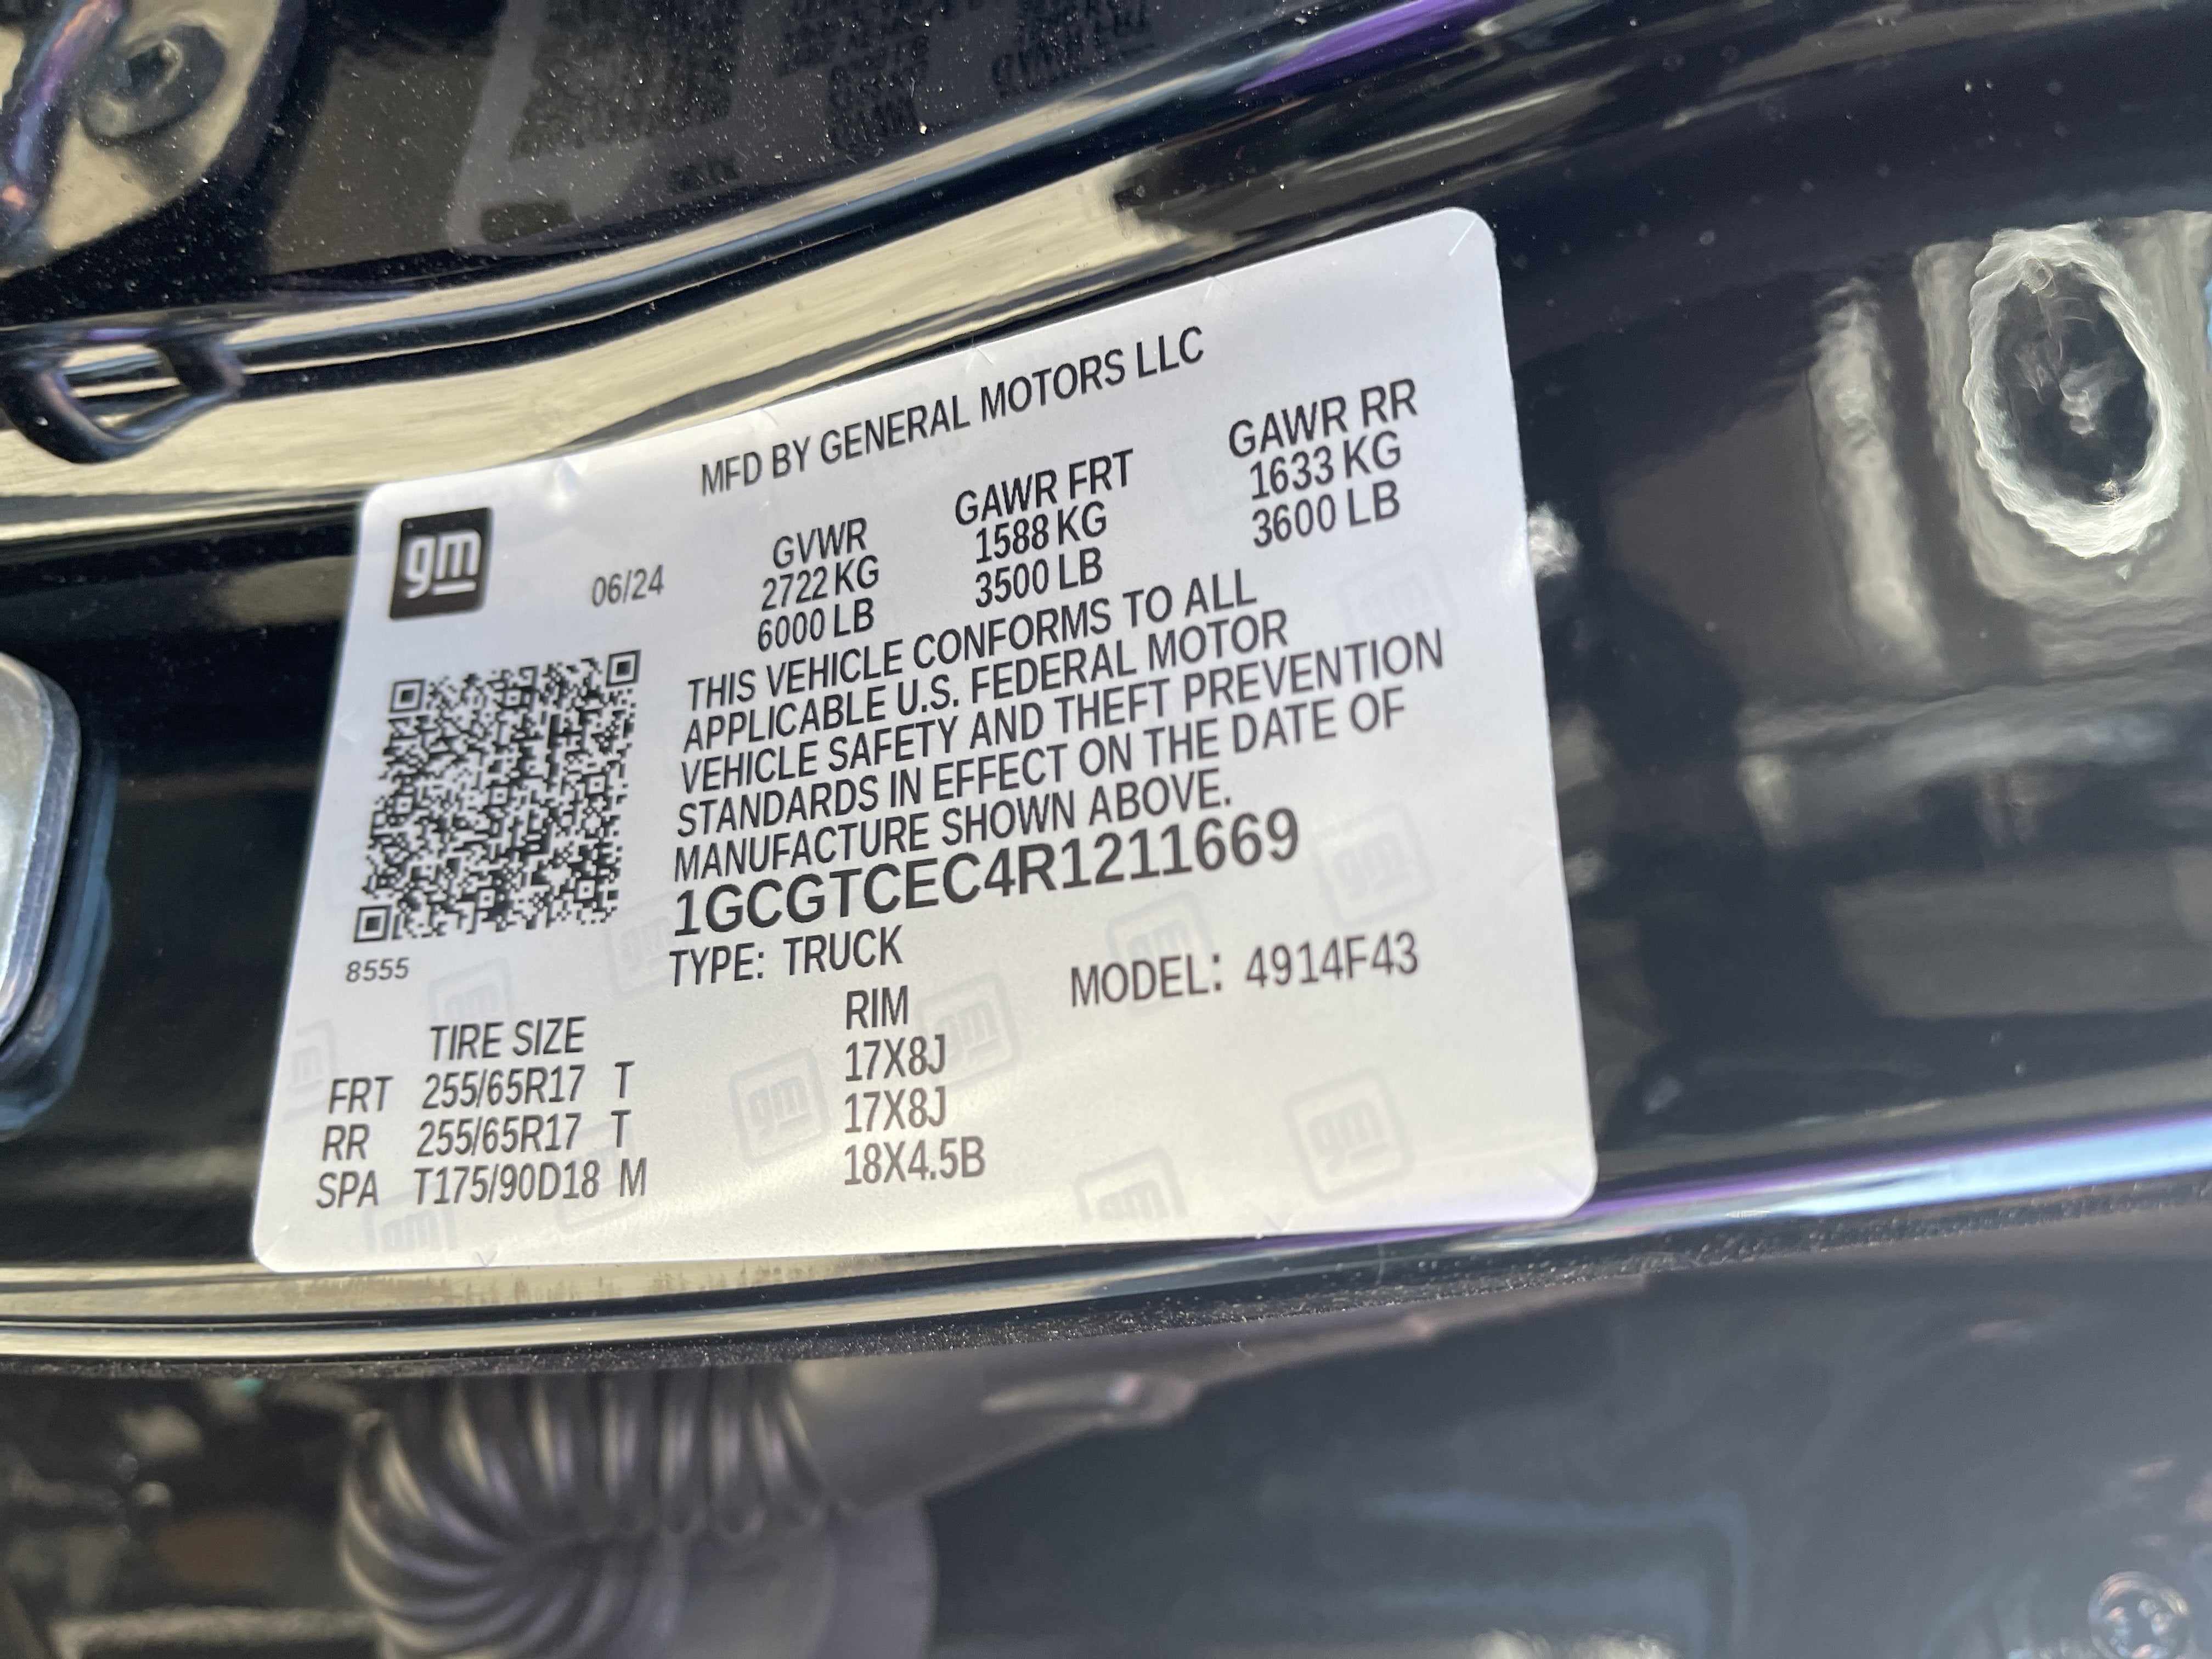 MFD BY GENERAL MOTORS LLC
gm
06/24
GVWR GAWR FRT GAWR RR
2722 KG 1588 KG 1633 KG
6000 LB 3500 LB 3600 LB
THIS VEHICLE CONFORMS TO ALL
APPLICABLE U.S. FEDERAL MOTOR
VEHICLE SAFETY AND THEFT PREVENTION
STANDARDS IN EFFECT ON THE DATE OF
MANUFACTURE SHOWN ABOVE.
1GCGTCEC4R1211669
8555
TYPE: TRUCK MODEL: 4914F43
TIRE SIZE RIM
FRT 255/65R17 T 17X8J
RR 255/65R17 T 17X8J
SPA T175/90D18 M 18X4.5B